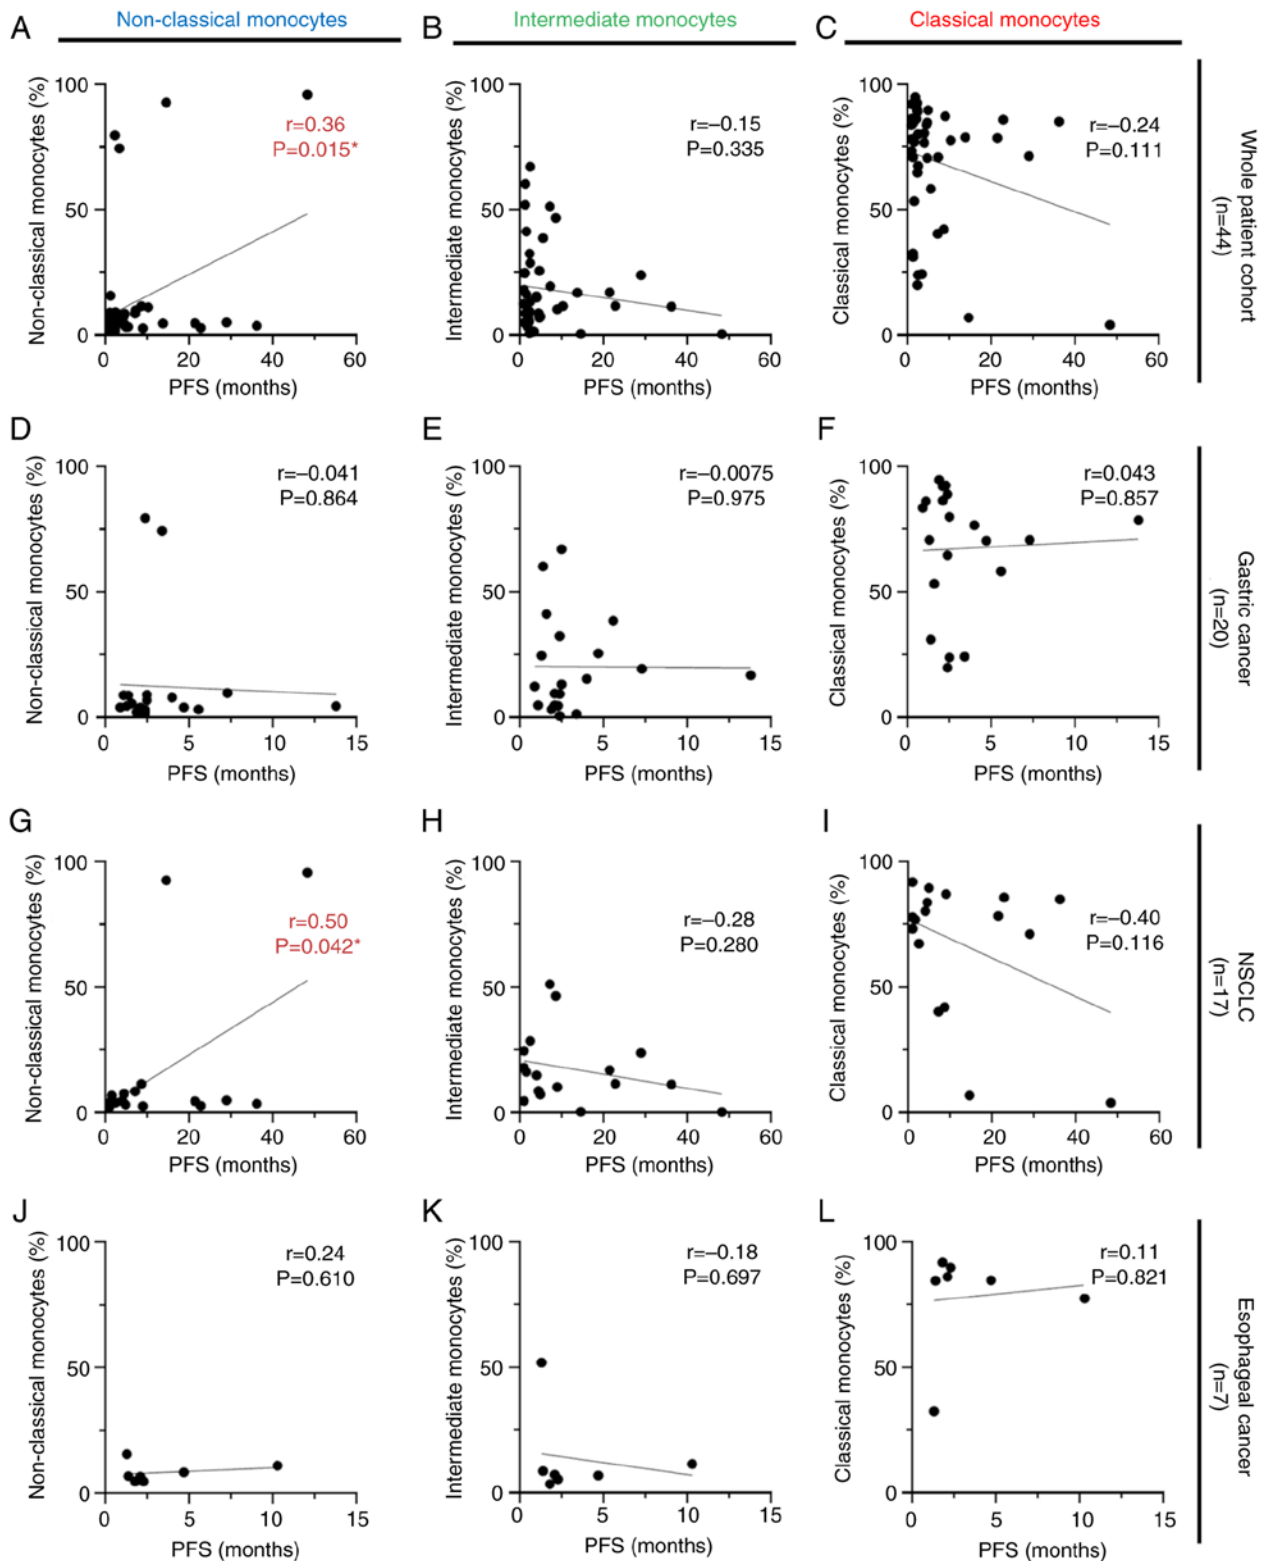 A
Non-classical monocytes
B
Intermediate monocytes
C
Classical monocytes
Non-classical monocytes (%)
100
50
0
r=0.36
P=0.015*
0 20 40 60
PFS (months)
Intermediate monocytes (%)
100
50
0
r=−0.15
P=0.335
0 20 40 60
PFS (months)
Classical monocytes (%)
100
50
0
r=−0.24
P=0.111
0 20 40 60
PFS (months)
Whole patient cohort
(n=44)
D
Non-classical monocytes (%)
100
50
0
r=−0.041
P=0.864
0 5 10 15
PFS (months)
E
Intermediate monocytes (%)
100
50
0
r=−0.0075
P=0.975
0 5 10 15
PFS (months)
F
Classical monocytes (%)
100
50
0
r=0.043
P=0.857
0 5 10 15
PFS (months)
Gastric cancer
(n=20)
G
Non-classical monocytes (%)
100
50
0
r=0.50
P=0.042*
0 20 40 60
PFS (months)
H
Intermediate monocytes (%)
100
50
0
r=−0.28
P=0.280
0 20 40 60
PFS (months)
I
Classical monocytes (%)
100
50
0
r=−0.40
P=0.116
0 20 40 60
PFS (months)
NSCLC
(n=17)
J
Non-classical monocytes (%)
100
50
0
r=0.24
P=0.610
0 5 10 15
PFS (months)
K
Intermediate monocytes (%)
100
50
0
r=−0.18
P=0.697
0 5 10 15
PFS (months)
L
Classical monocytes (%)
100
50
0
r=0.11
P=0.821
0 5 10 15
PFS (months)
Esophageal cancer
(n=7)